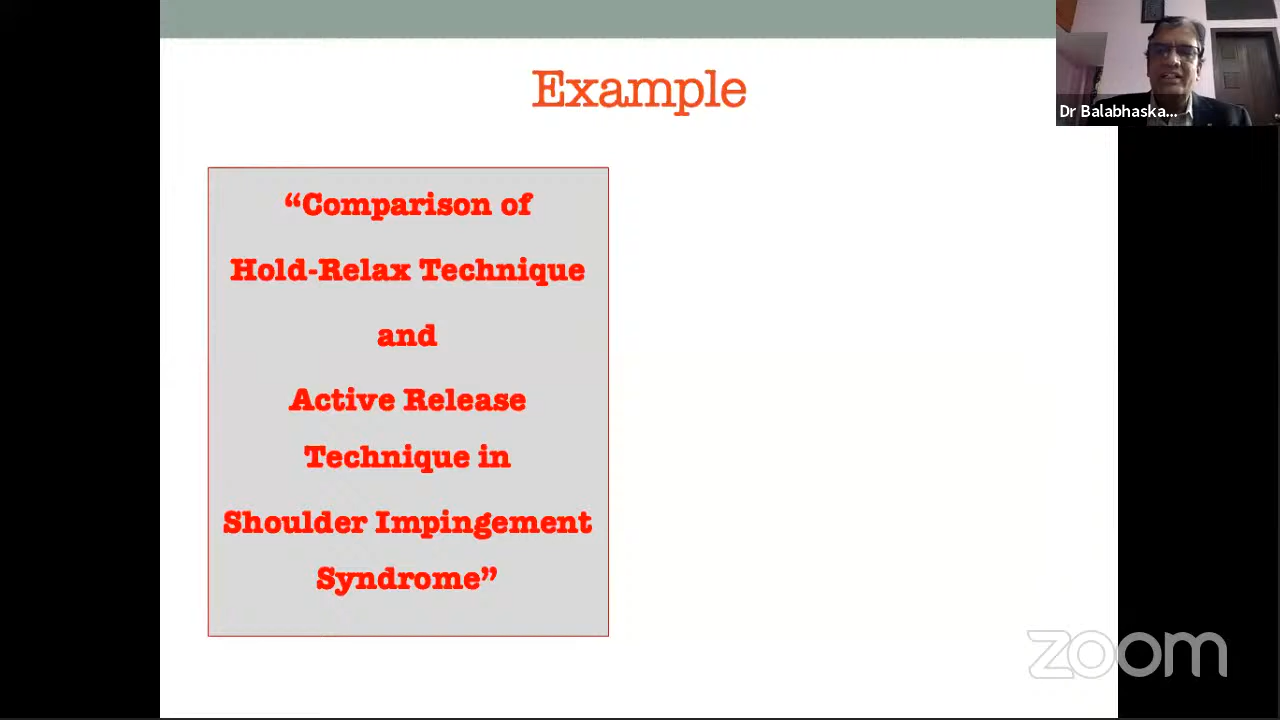 Example
Dr Balabhaska...
“Comparison of
Hold-Relax Technique
and
Active Release
Technique in
Shoulder Impingement
Syndrome”
zoom